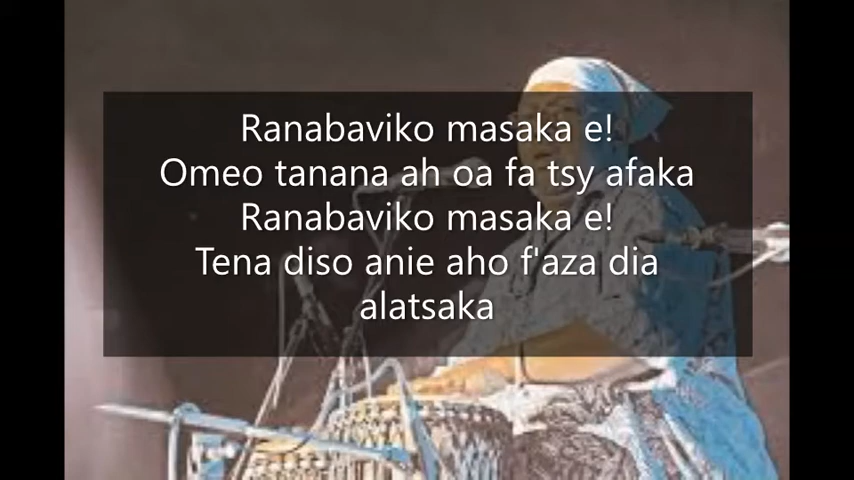 Ranabaviko masaka e!
Omeo tanana ah oa fa tsy afaka
Ranabaviko masaka e!
Tena diso anie aho f'aza dia
alatsaka